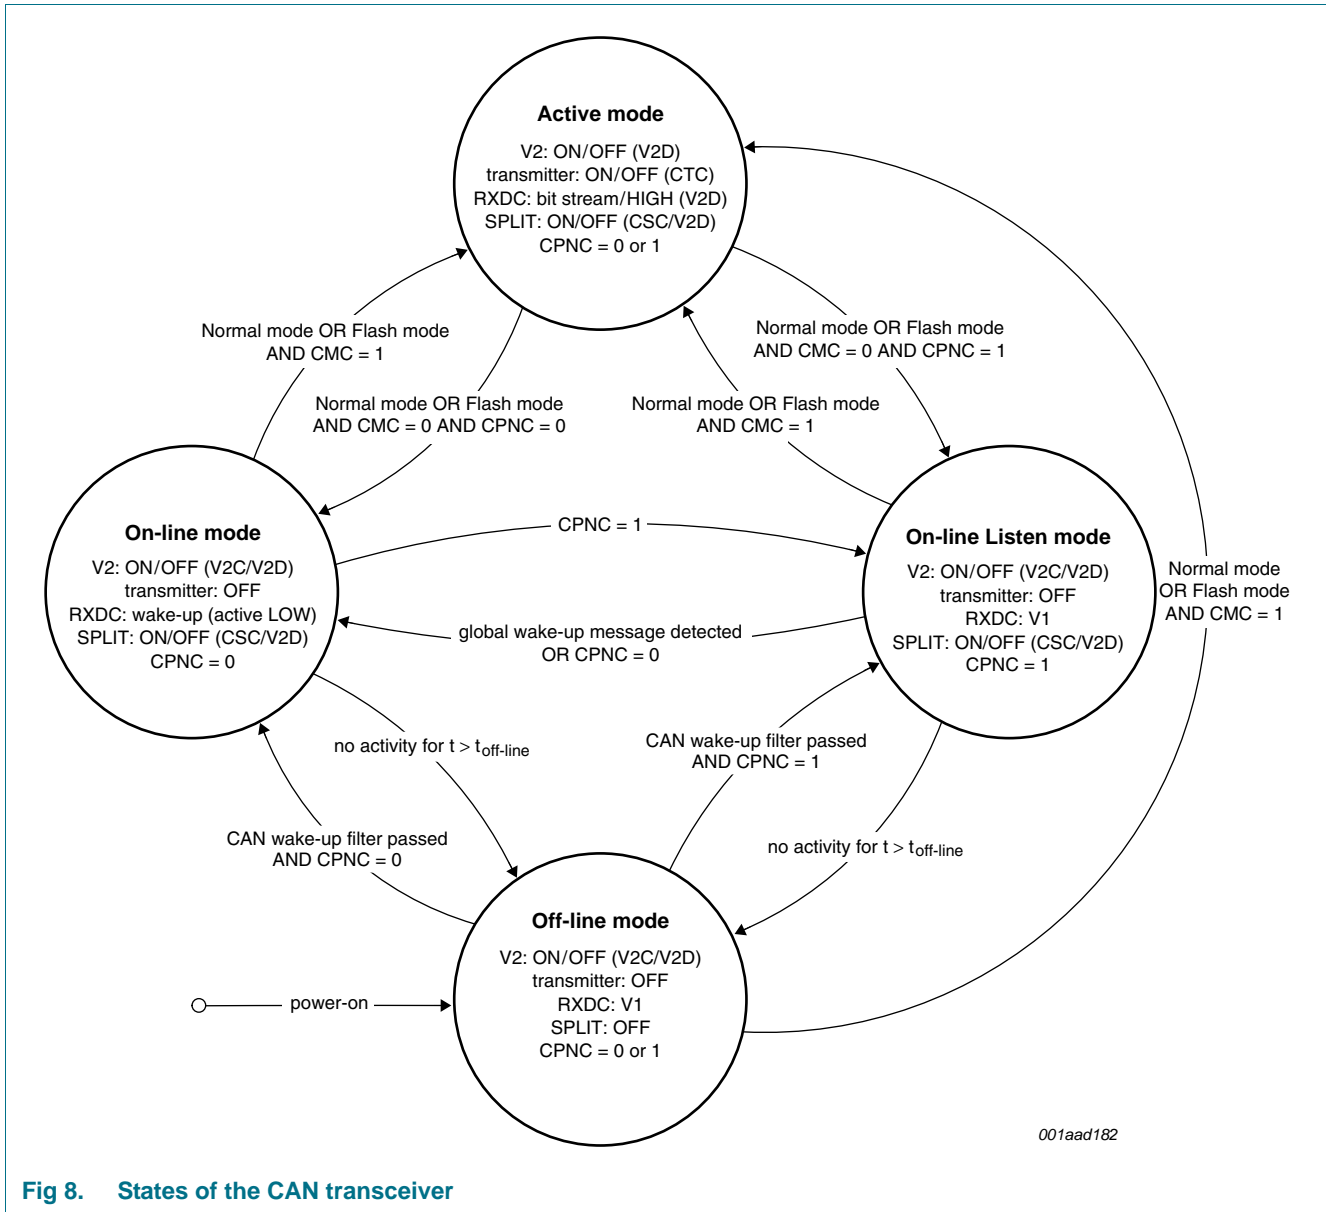 Active mode
V2: ON/OFF (V2D)
transmitter: ON/OFF (CTC)
RXDC: bit stream/HIGH (V2D)
SPLIT: ON/OFF (CSC/V2D)
CPNC = 0 or 1
Normal mode OR Flash mode
AND CMC = 1
Normal mode OR Flash mode
AND CMC = 0 AND CPNC = 1
Normal mode OR Flash mode
AND CMC = 0 AND CPNC = 0
Normal mode OR Flash mode
AND CMC = 1
On-line mode
V2: ON/OFF (V2C/V2D)
transmitter: OFF
RXDC: wake-up (active LOW)
SPLIT: ON/OFF (CSC/V2D)
CPNC = 0
CPNC = 1
global wake-up message detected
OR CPNC = 0
On-line Listen mode
V2: ON/OFF (V2C/V2D)
transmitter: OFF
RXDC: V1
SPLIT: ON/OFF (CSC/V2D)
CPNC = 1
Normal mode
OR Flash mode
AND CMC = 1
no activity for t > toff-line
CAN wake-up filter passed
AND CPNC = 1
CAN wake-up filter passed
AND CPNC = 0
no activity for t > toff-line
Off-line mode
V2: ON/OFF (V2C/V2D)
transmitter: OFF
RXDC: V1
SPLIT: OFF
CPNC = 0 or 1
power-on
001aad182
Fig 8. States of the CAN transceiver